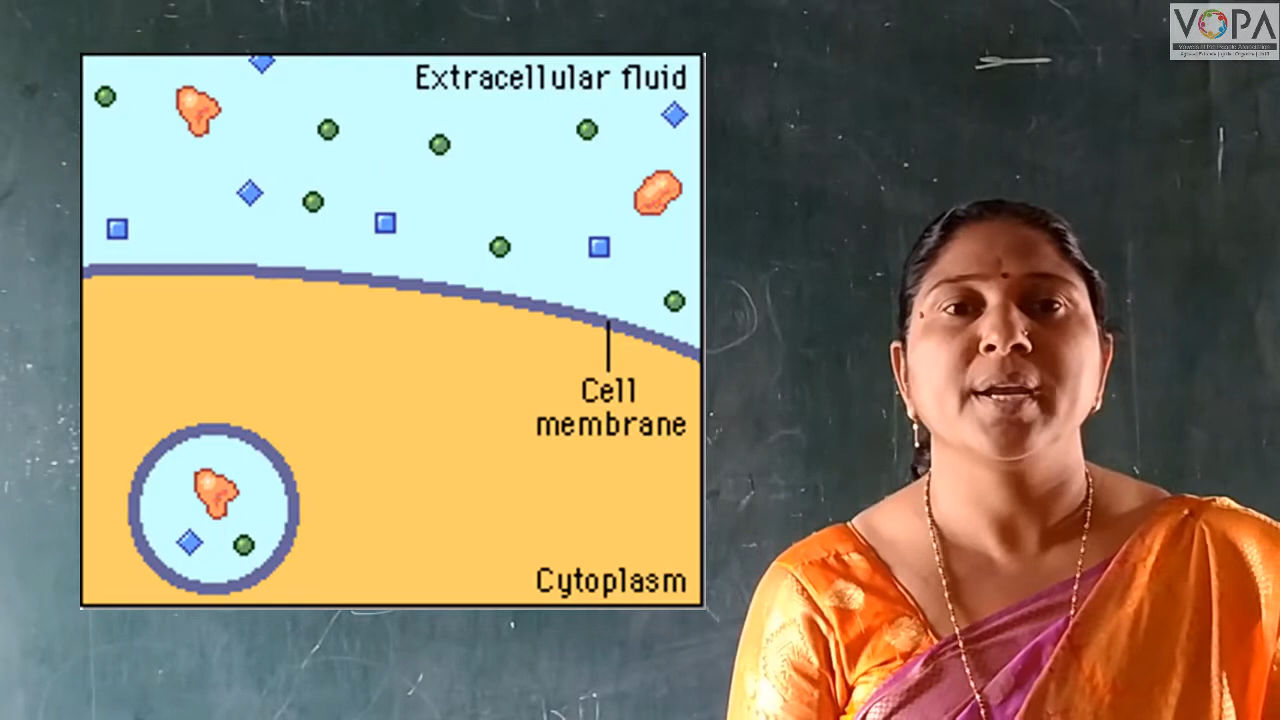 VOPA
Extracellular fluid
Cell
membrane
Cytoplasm